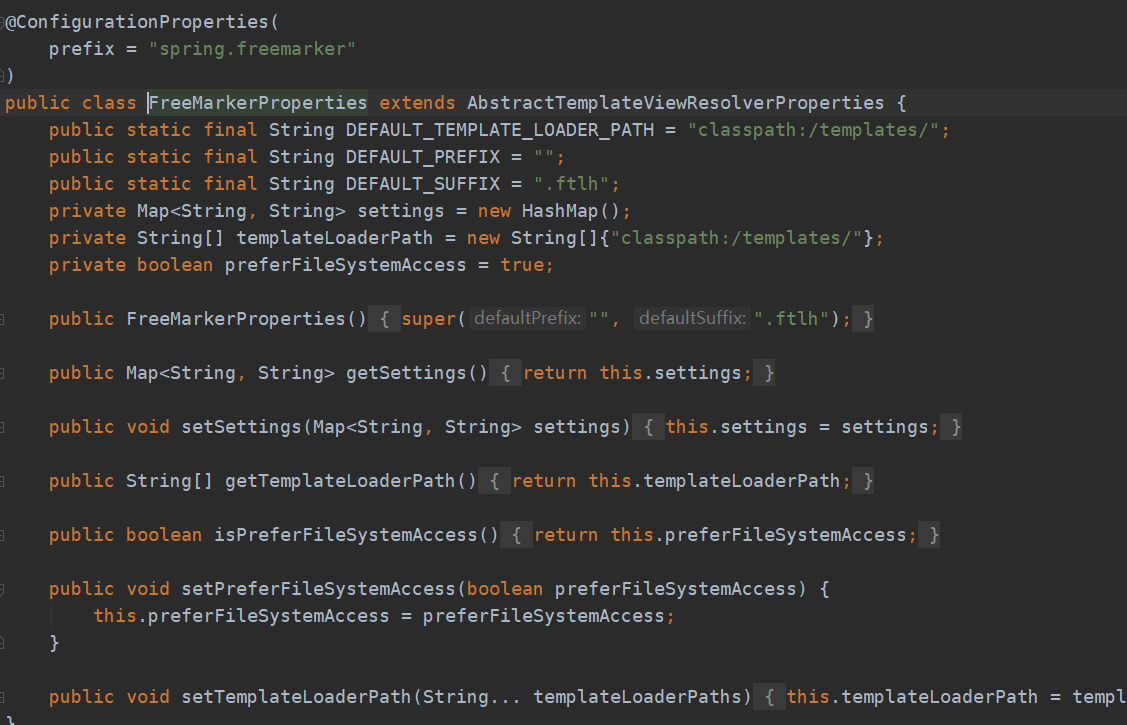 @ConfigurationProperties(
    prefix = "spring.freemarker"
)
public class FreeMarkerProperties extends AbstractTemplateViewResolverProperties {
    public static final String DEFAULT_TEMPLATE_LOADER_PATH = "classpath:/templates/";
    public static final String DEFAULT_PREFIX = "";
    public static final String DEFAULT_SUFFIX = ".ftlh";
    private Map<String, String> settings = new HashMap();
    private String[] templateLoaderPath = new String[]{"classpath:/templates/"};
    private boolean preferFileSystemAccess = true;
    public FreeMarkerProperties() { super( defaultPrefix: "", defaultSuffix: ".ftlh"); }
    public Map<String, String> getSettings() { return this.settings; }
    public void setSettings(Map<String, String> settings) { this.settings = settings; }
    public String[] getTemplateLoaderPath() { return this.templateLoaderPath; }
    public boolean isPreferFileSystemAccess() { return this.preferFileSystemAccess; }
    public void setPreferFileSystemAccess(boolean preferFileSystemAccess) {
        this.preferFileSystemAccess = preferFileSystemAccess;
    }
    public void setTemplateLoaderPath(String... templateLoaderPaths) { this.templateLoaderPath = templ
}